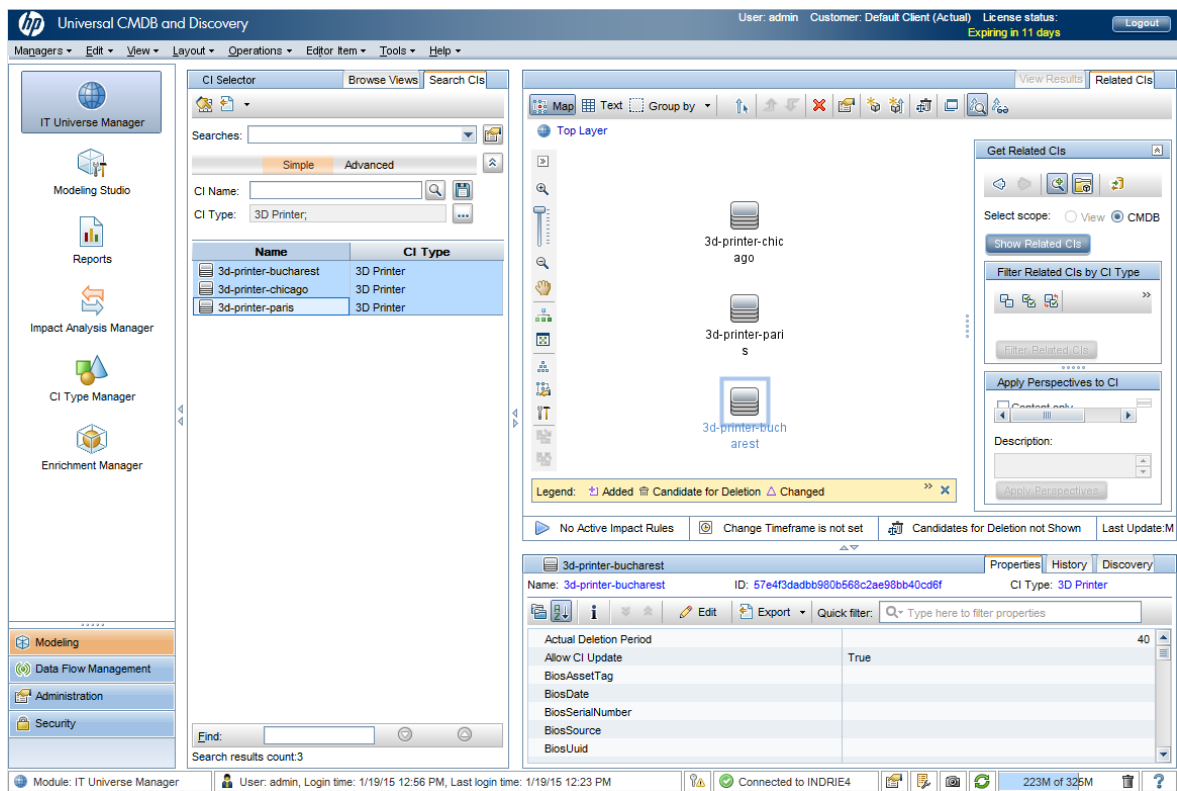 hp Universal CMDB and Discovery
User: admin Customer: Default Client (Actual) License status:
Expiring in 11 days
Logout
Managers Edit View Layout Operations Editor Item Tools Help
IT Universe Manager
Modeling Studio
Reports
Impact Analysis Manager
CI Type Manager
Enrichment Manager
Modeling
Data Flow Management
Administration
Security
CI Selector Browse Views Search CIs
Searches:
Simple Advanced
CI Name:
CI Type: 3D Printer; ...
Name CI Type
3d-printer-bucharest 3D Printer
3d-printer-chicago 3D Printer
3d-printer-paris 3D Printer
Find:
Search results count:3
View Results Related CIs
Map Text Group by
Top Layer
3d-printer-chic
ago
3d-printer-pari
s
3d-printer-buch
arest
Legend: Added Candidate for Deletion Changed
Get Related CIs
Select scope: View CMDB
Show Related CIs
Filter Related CIs by CI Type
Filter Related CIs
Apply Perspectives to CI
Content only
Description:
Apply Perspectives
No Active Impact Rules Change Timeframe is not set Candidates for Deletion not Shown Last Update:M
3d-printer-bucharest Properties History Discovery
Name: 3d-printer-bucharest ID: 57e4f3dadbb980b568c2ae98bb40cd6f CI Type: 3D Printer
Edit Export Quick filter: Type here to filter properties
Actual Deletion Period 40
Allow CI Update True
BiosAssetTag
BiosDate
BiosSerialNumber
BiosSource
BiosUuid
Module: IT Universe Manager User: admin, Login time: 1/19/15 12:56 PM, Last login time: 1/19/15 12:23 PM Connected to INDRIE4 223M of 325M